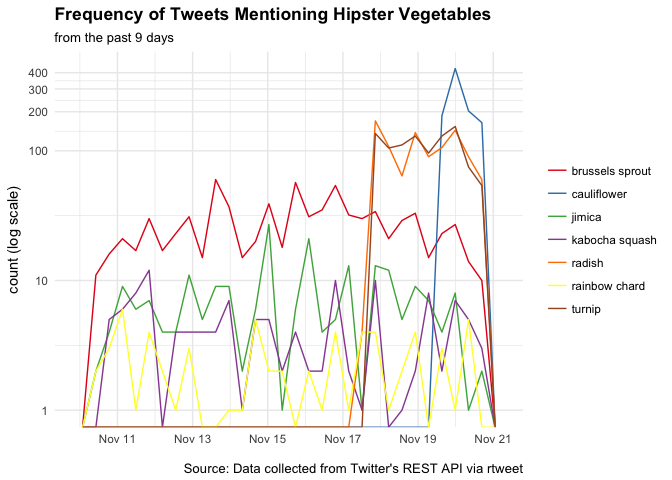 Frequency of Tweets Mentioning Hipster Vegetables
from the past 9 days
count (log scale)
400
300
200
100
10
1
Nov 11 Nov 13 Nov 15 Nov 17 Nov 19 Nov 21
brussels sprout
cauliflower
jimica
kabocha squash
radish
rainbow chard
turnip
Source: Data collected from Twitter's REST API via rtweet